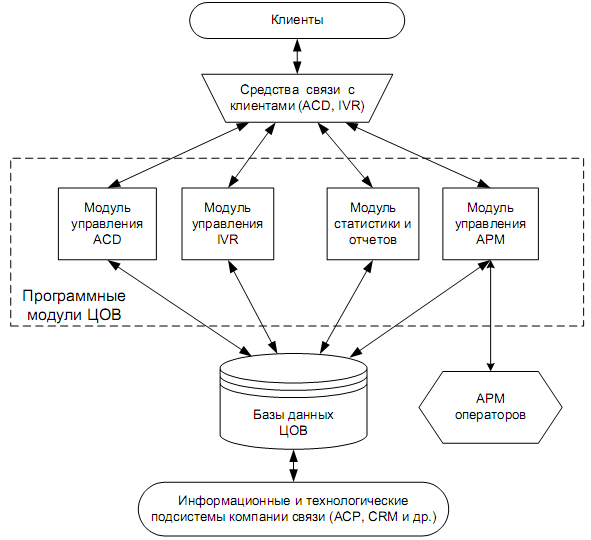 Клиенты
Средства связи с
клиентами (ACD, IVR)
Модуль
управления
ACD
Модуль
управления
IVR
Модуль
статистики и
отчетов
Модуль
управления
АРМ
Программные
модули ЦОВ
Базы данных
ЦОВ
АРМ
операторов
Информационные и технологические
подсистемы компании связи (АСР, CRM и др.)